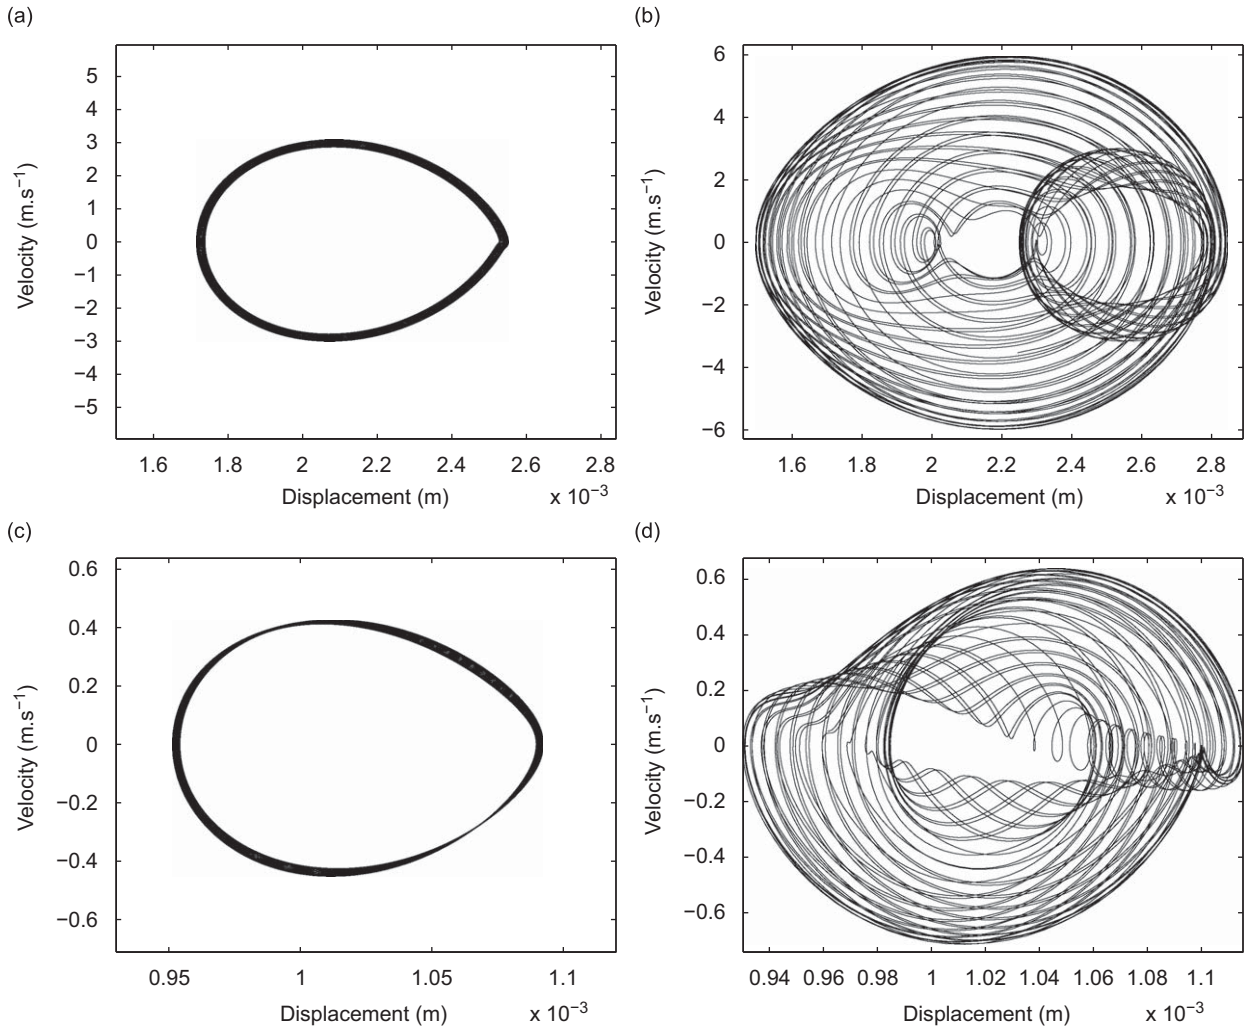 (a)
(b)
5
4
3
2
1
0
−1
−2
−3
−4
−5
Velocity (m.s−1)
1.6
1.8
2
2.2
2.4
2.6
2.8
Displacement (m)
x 10−3
6
4
2
0
−2
−4
−6
Velocity (m.s−1)
1.6
1.8
2
2.2
2.4
2.6
2.8
Displacement (m)
x 10−3
(c)
(d)
0.6
0.4
0.2
0
−0.2
−0.4
−0.6
Velocity (m.s−1)
0.95
1
1.05
1.1
Displacement (m)
x 10−3
0.6
0.4
0.2
0
−0.2
−0.4
−0.6
Velocity (m.s−1)
0.94 0.96 0.98 1 1.02 1.04 1.06 1.08 1.1
Displacement (m)
x 10−3